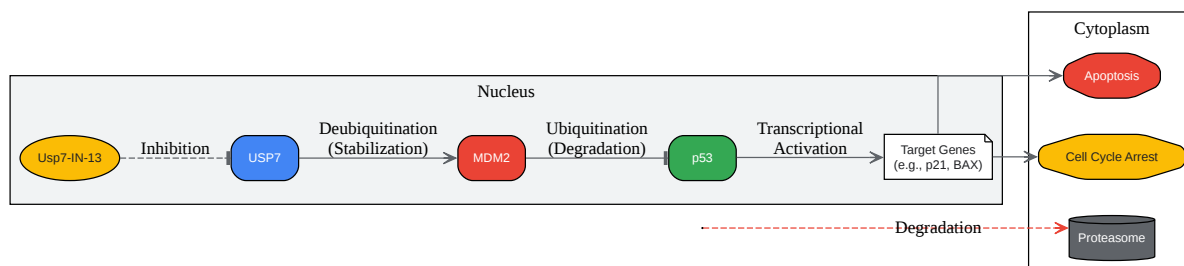 Cytoplasm
Apoptosis
Nucleus
Usp7-IN-13
Inhibition
USP7
Deubiquitination
(Stabilization)
MDM2
Ubiquitination
(Degradation)
p53
Transcriptional
Activation
Target Genes
(e.g., p21, BAX)
Cell Cycle Arrest
Degradation
Proteasome